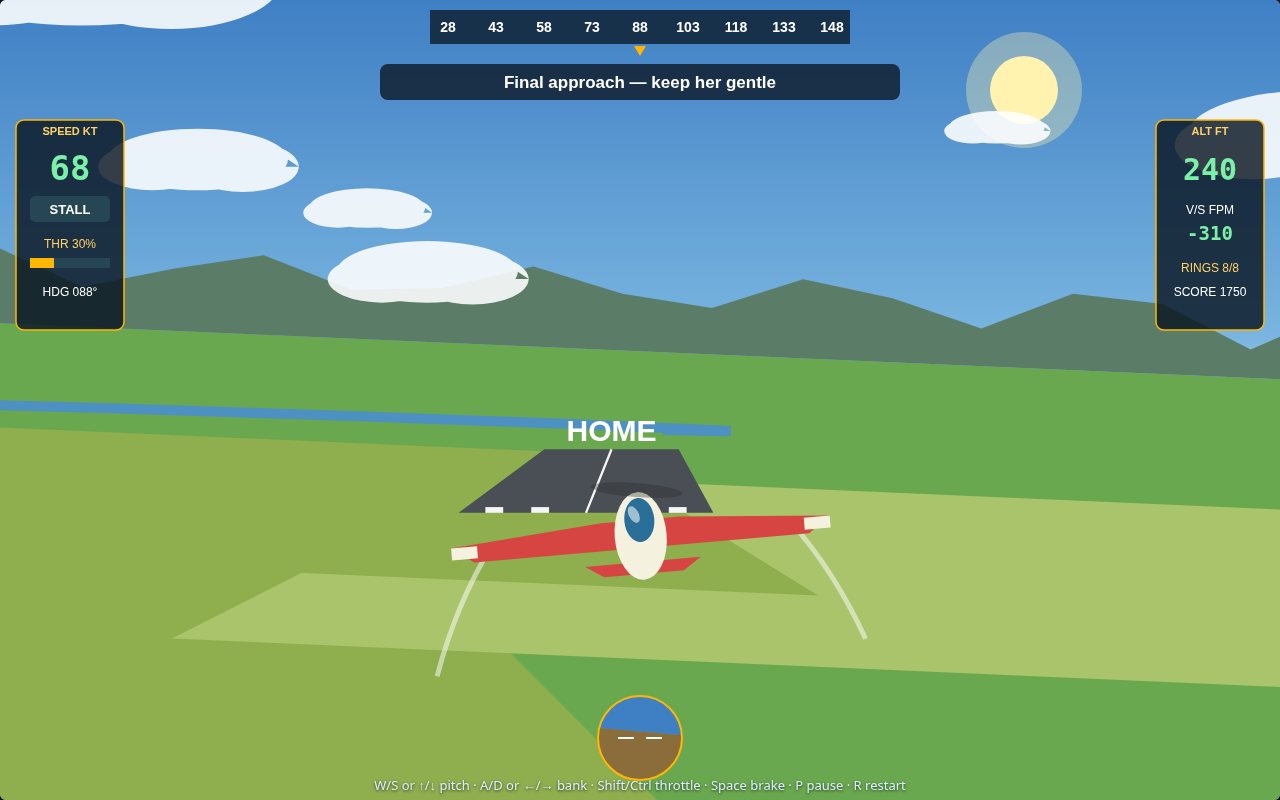 28 43 58 73 88 103 118 133 148
Final approach — keep her gentle
SPEED KT
68
STALL
THR 30%
HDG 088°
ALT FT
240
V/S FPM
-310
RINGS 8/8
SCORE 1750
HOME
W/S or ↑/↓ pitch · A/D or ←/→ bank · Shift/Ctrl throttle · Space brake · P pause · R restart